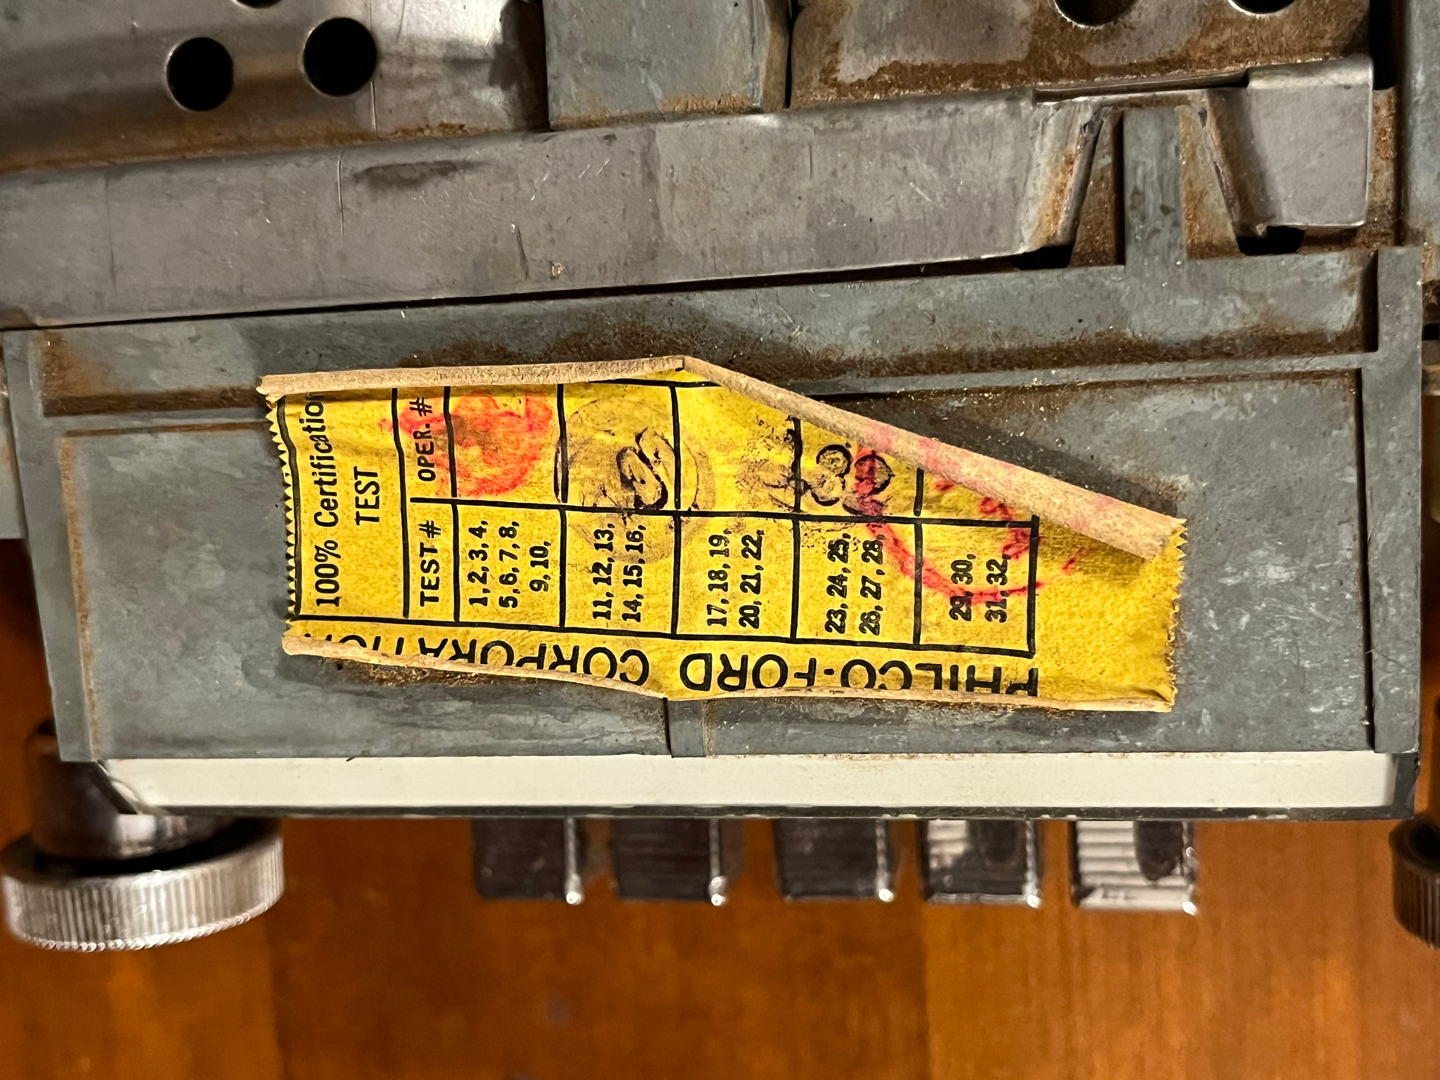 100% Certification
TEST
TEST # OPER. #
1, 2, 3, 4,
5, 6, 7, 8,
9, 10,
11, 12, 13,
14, 15, 16,
17, 18, 19,
20, 21, 22,
23, 24, 25,
26, 27, 28,
29, 30,
31, 32,
PHILCO-FORD CORPORATION